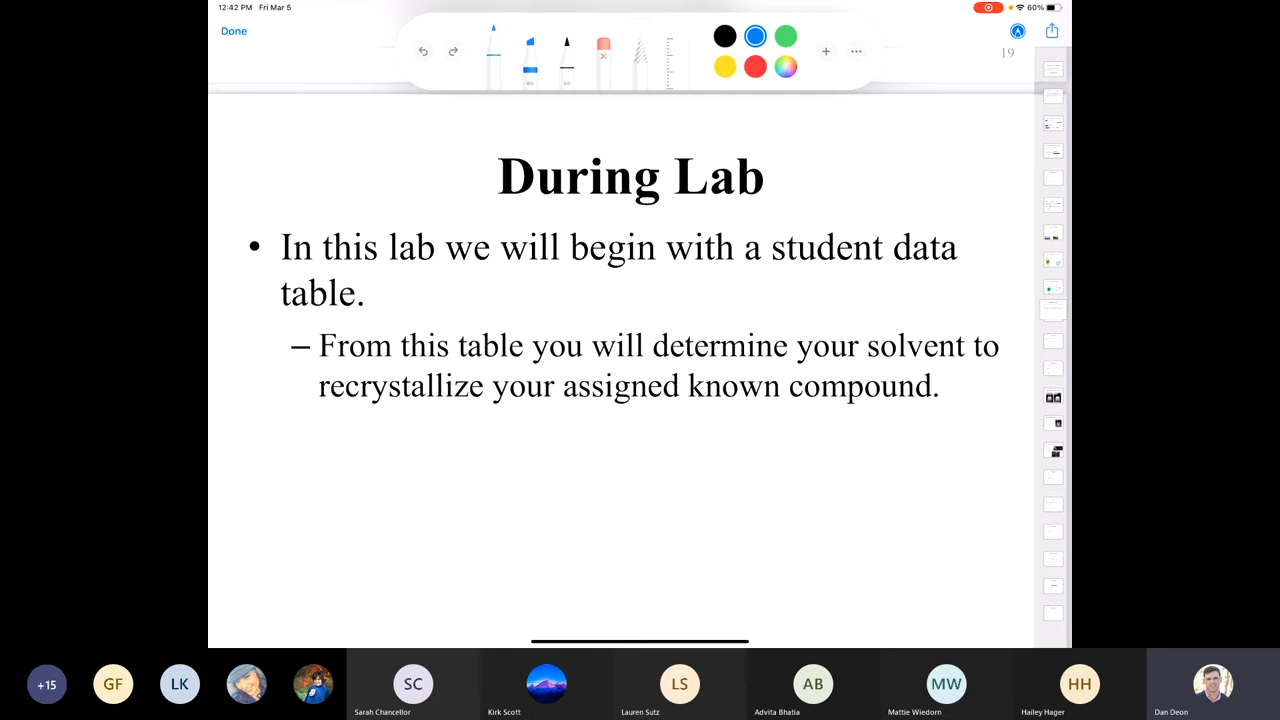 12:42 PM Fri Mar 5
60%
Done
19
During Lab
• In this lab we will begin with a student data
table.
– From this table you will determine your solvent to
recrystallize your assigned known compound.
+15
GF
LK
SC
LS
AB
MW
HH
Sarah Chancellor
Kirk Scott
Lauren Sutz
Advita Bhatia
Mattie Wiedorn
Hailey Hager
Dan Deon